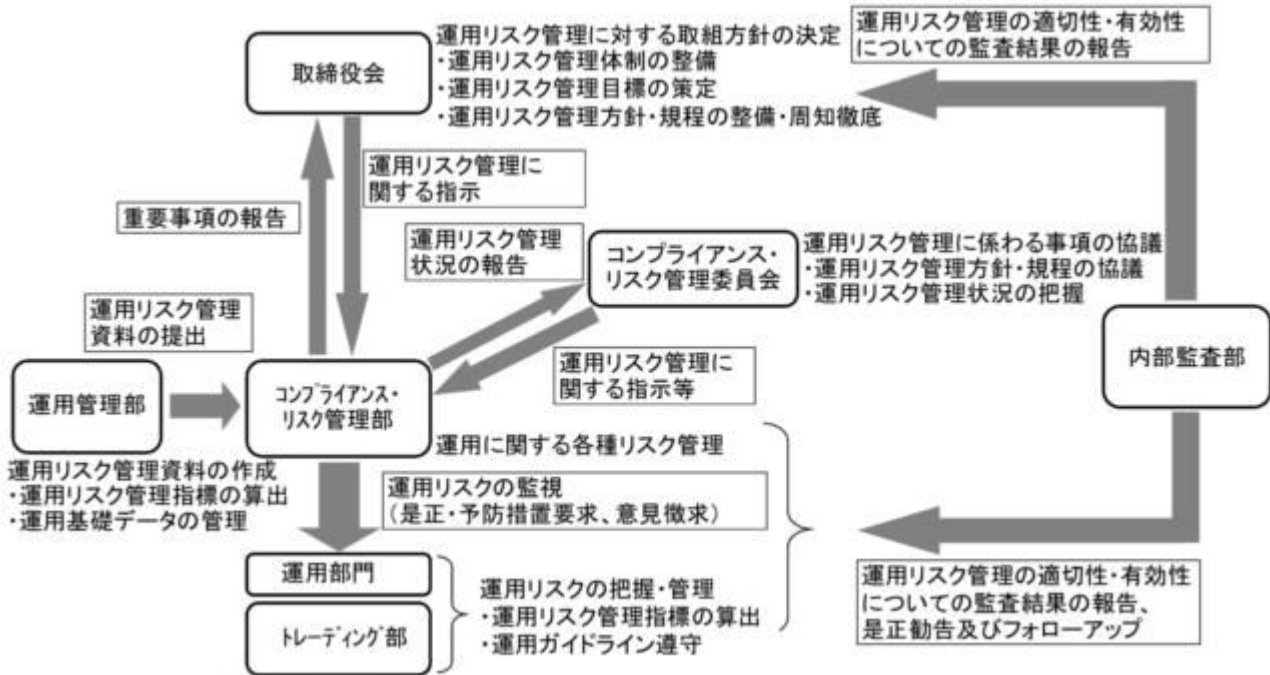 取締役会
運用リスク管理に対する取組方針の決定
・運用リスク管理体制の整備
・運用リスク管理目標の策定
・運用リスク管理方針・規程の整備・周知徹底
運用リスク管理の適切性・有効性
についての監査結果の報告
運用リスク管理に
関する指示
重要事項の報告
運用リスク管理
状況の報告
コンプライアンス・
リスク管理委員会
運用リスク管理に係わる事項の協議
・運用リスク管理方針・規程の協議
・運用リスク管理状況の把握
運用リスク管理
資料の提出
運用リスク管理に
関する指示等
内部監査部
運用管理部
コンプライアンス・
リスク管理部
運用に関する各種リスク管理
運用リスク管理資料の作成
・運用リスク管理指標の算出
・運用基礎データの管理
運用リスクの監視
(是正・予防措置要求、意見徴求)
運用部門
トレーディング部
運用リスクの把握・管理
・運用リスク管理指標の算出
・運用ガイドライン遵守
運用リスク管理の適切性・有効性
についての監査結果の報告、
是正勧告及びフォローアップ